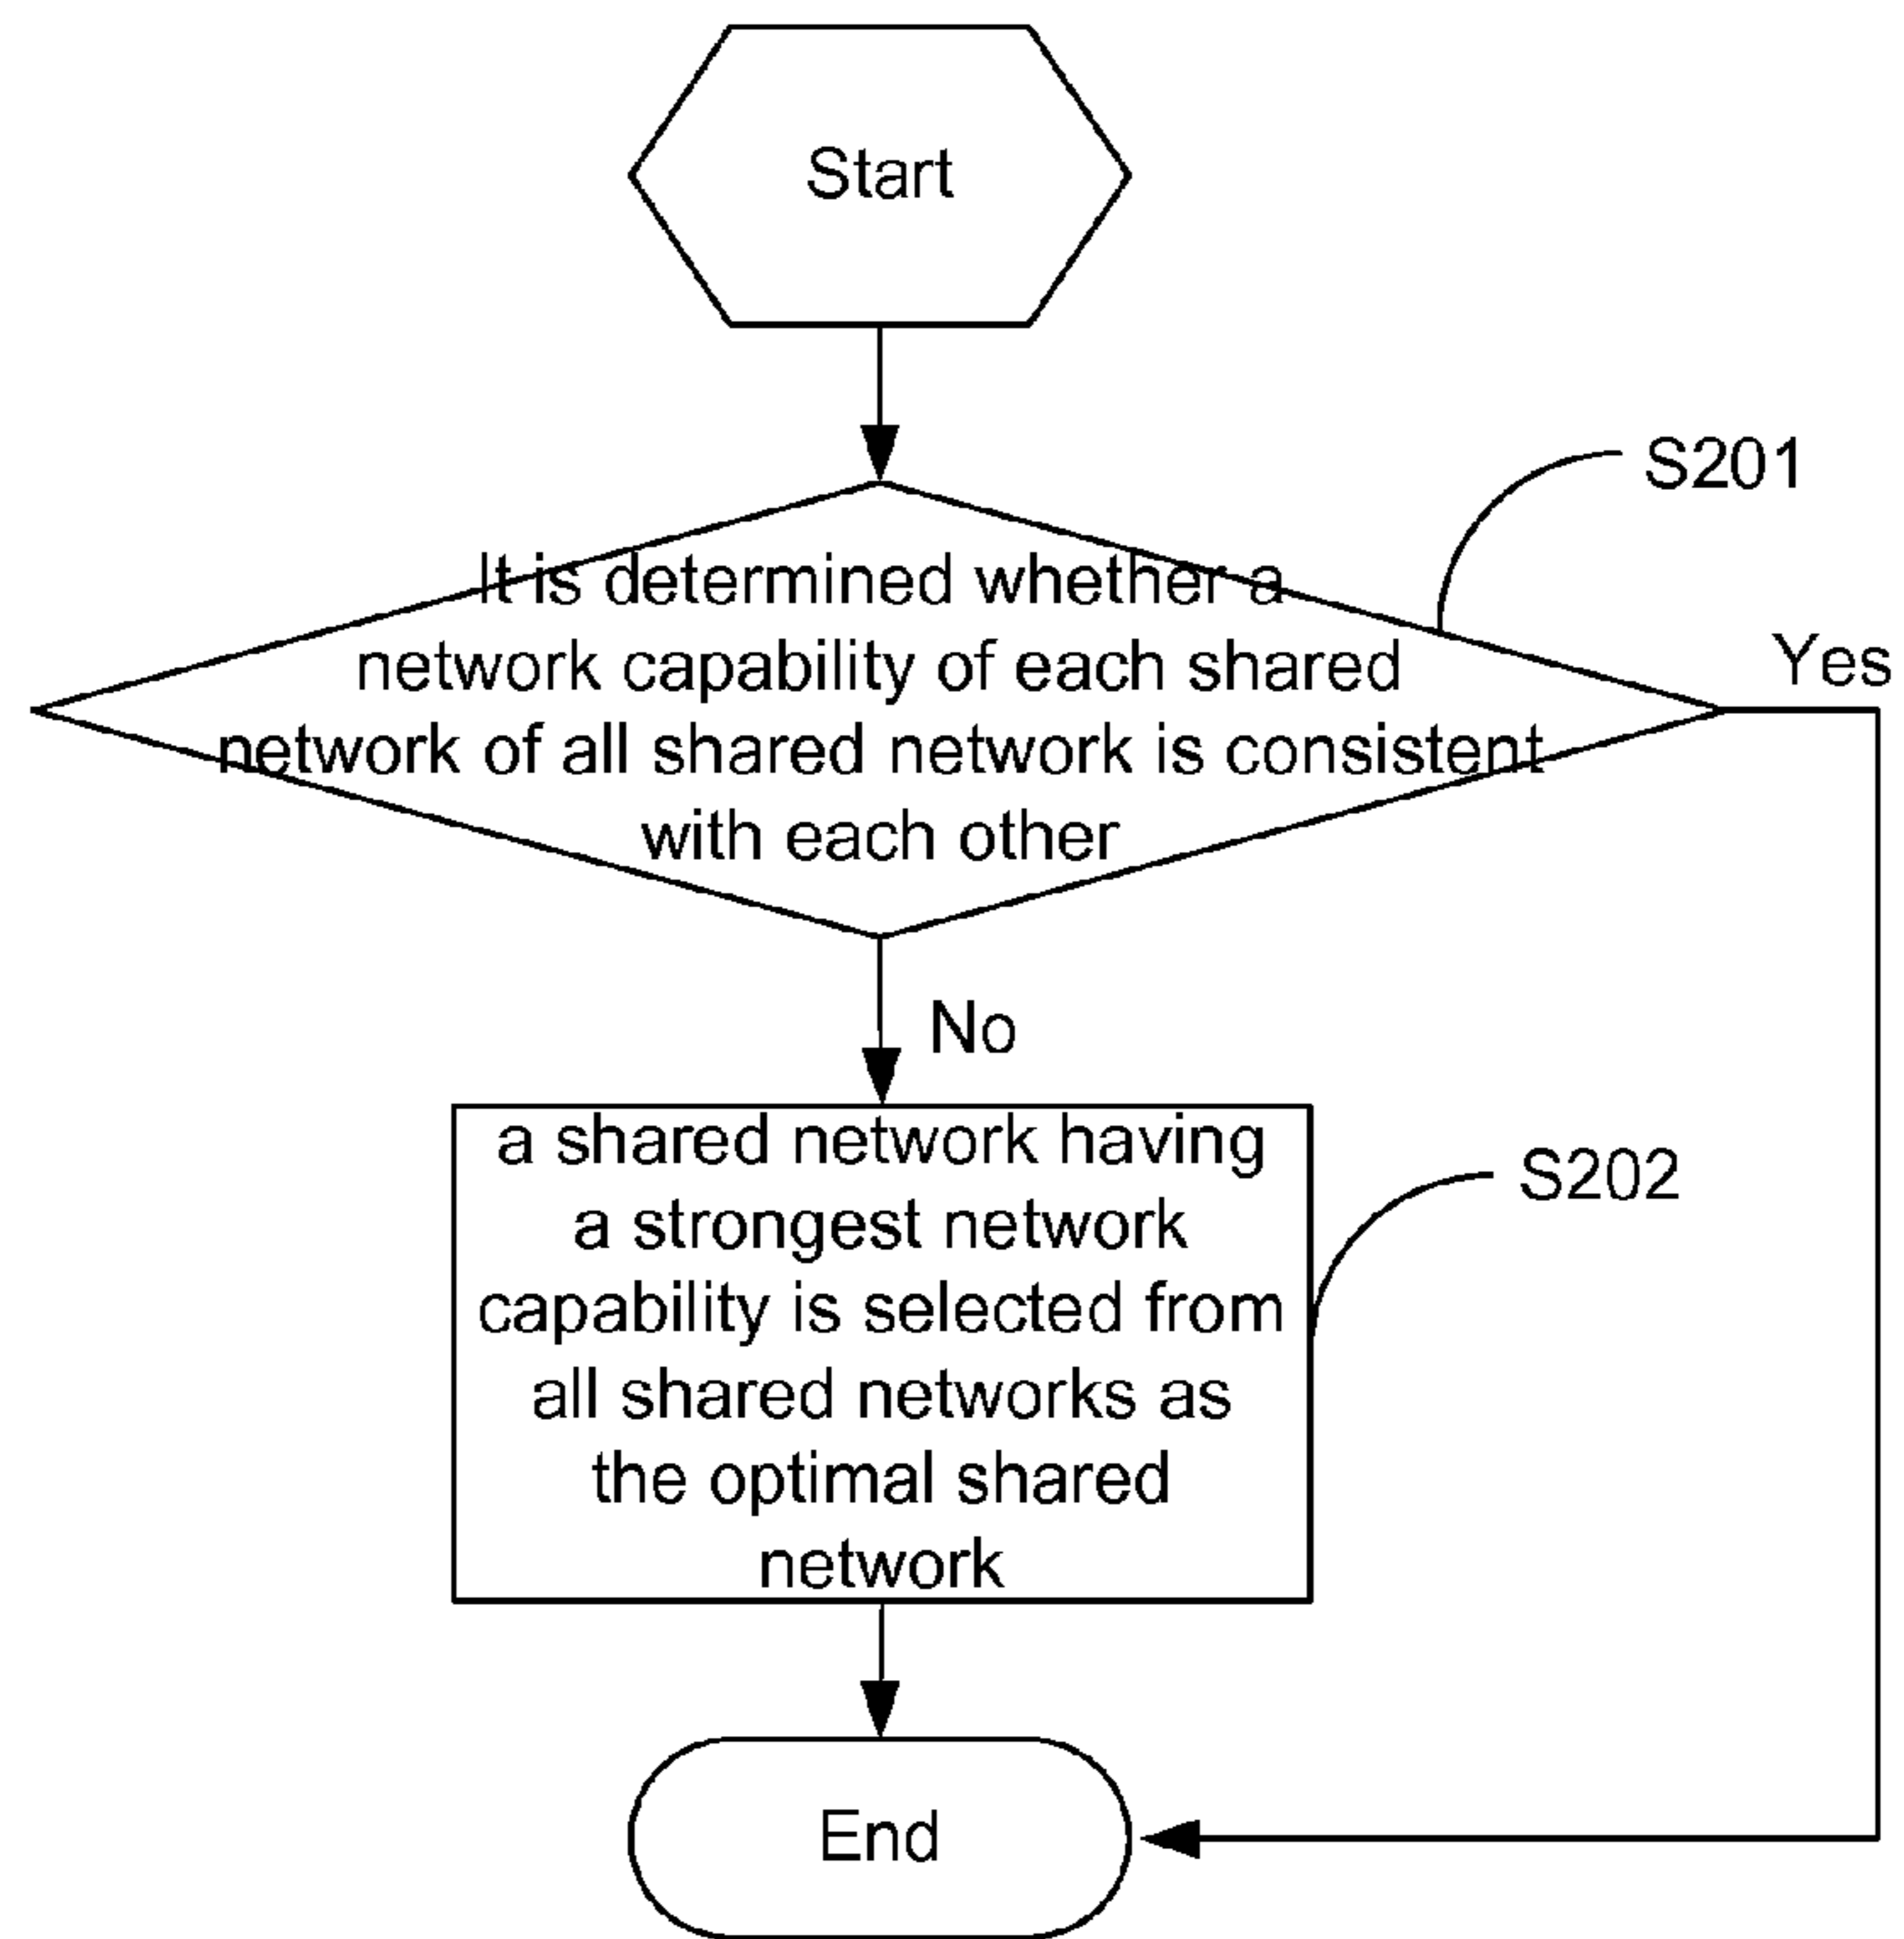 Start
S201
It is determined whether a
network capability of each shared
Yes
network of all shared network is consistent
with each other
No
a shared network having
S202
a strongest network
capability is selected from
all shared networks as
the optimal shared
network
End